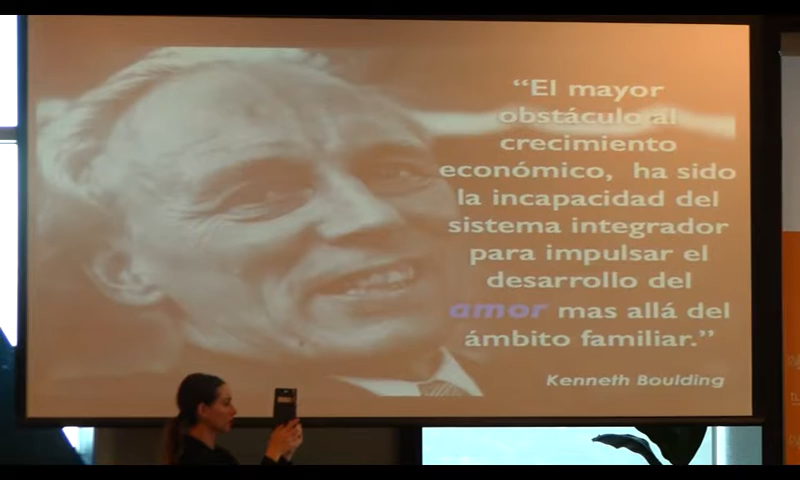 “El mayor
obstáculo al
crecimiento
económico, ha sido
la incapacidad del
sistema integrador
para impulsar el
desarrollo del
amor mas allá del
ámbito familiar.”
Kenneth Boulding